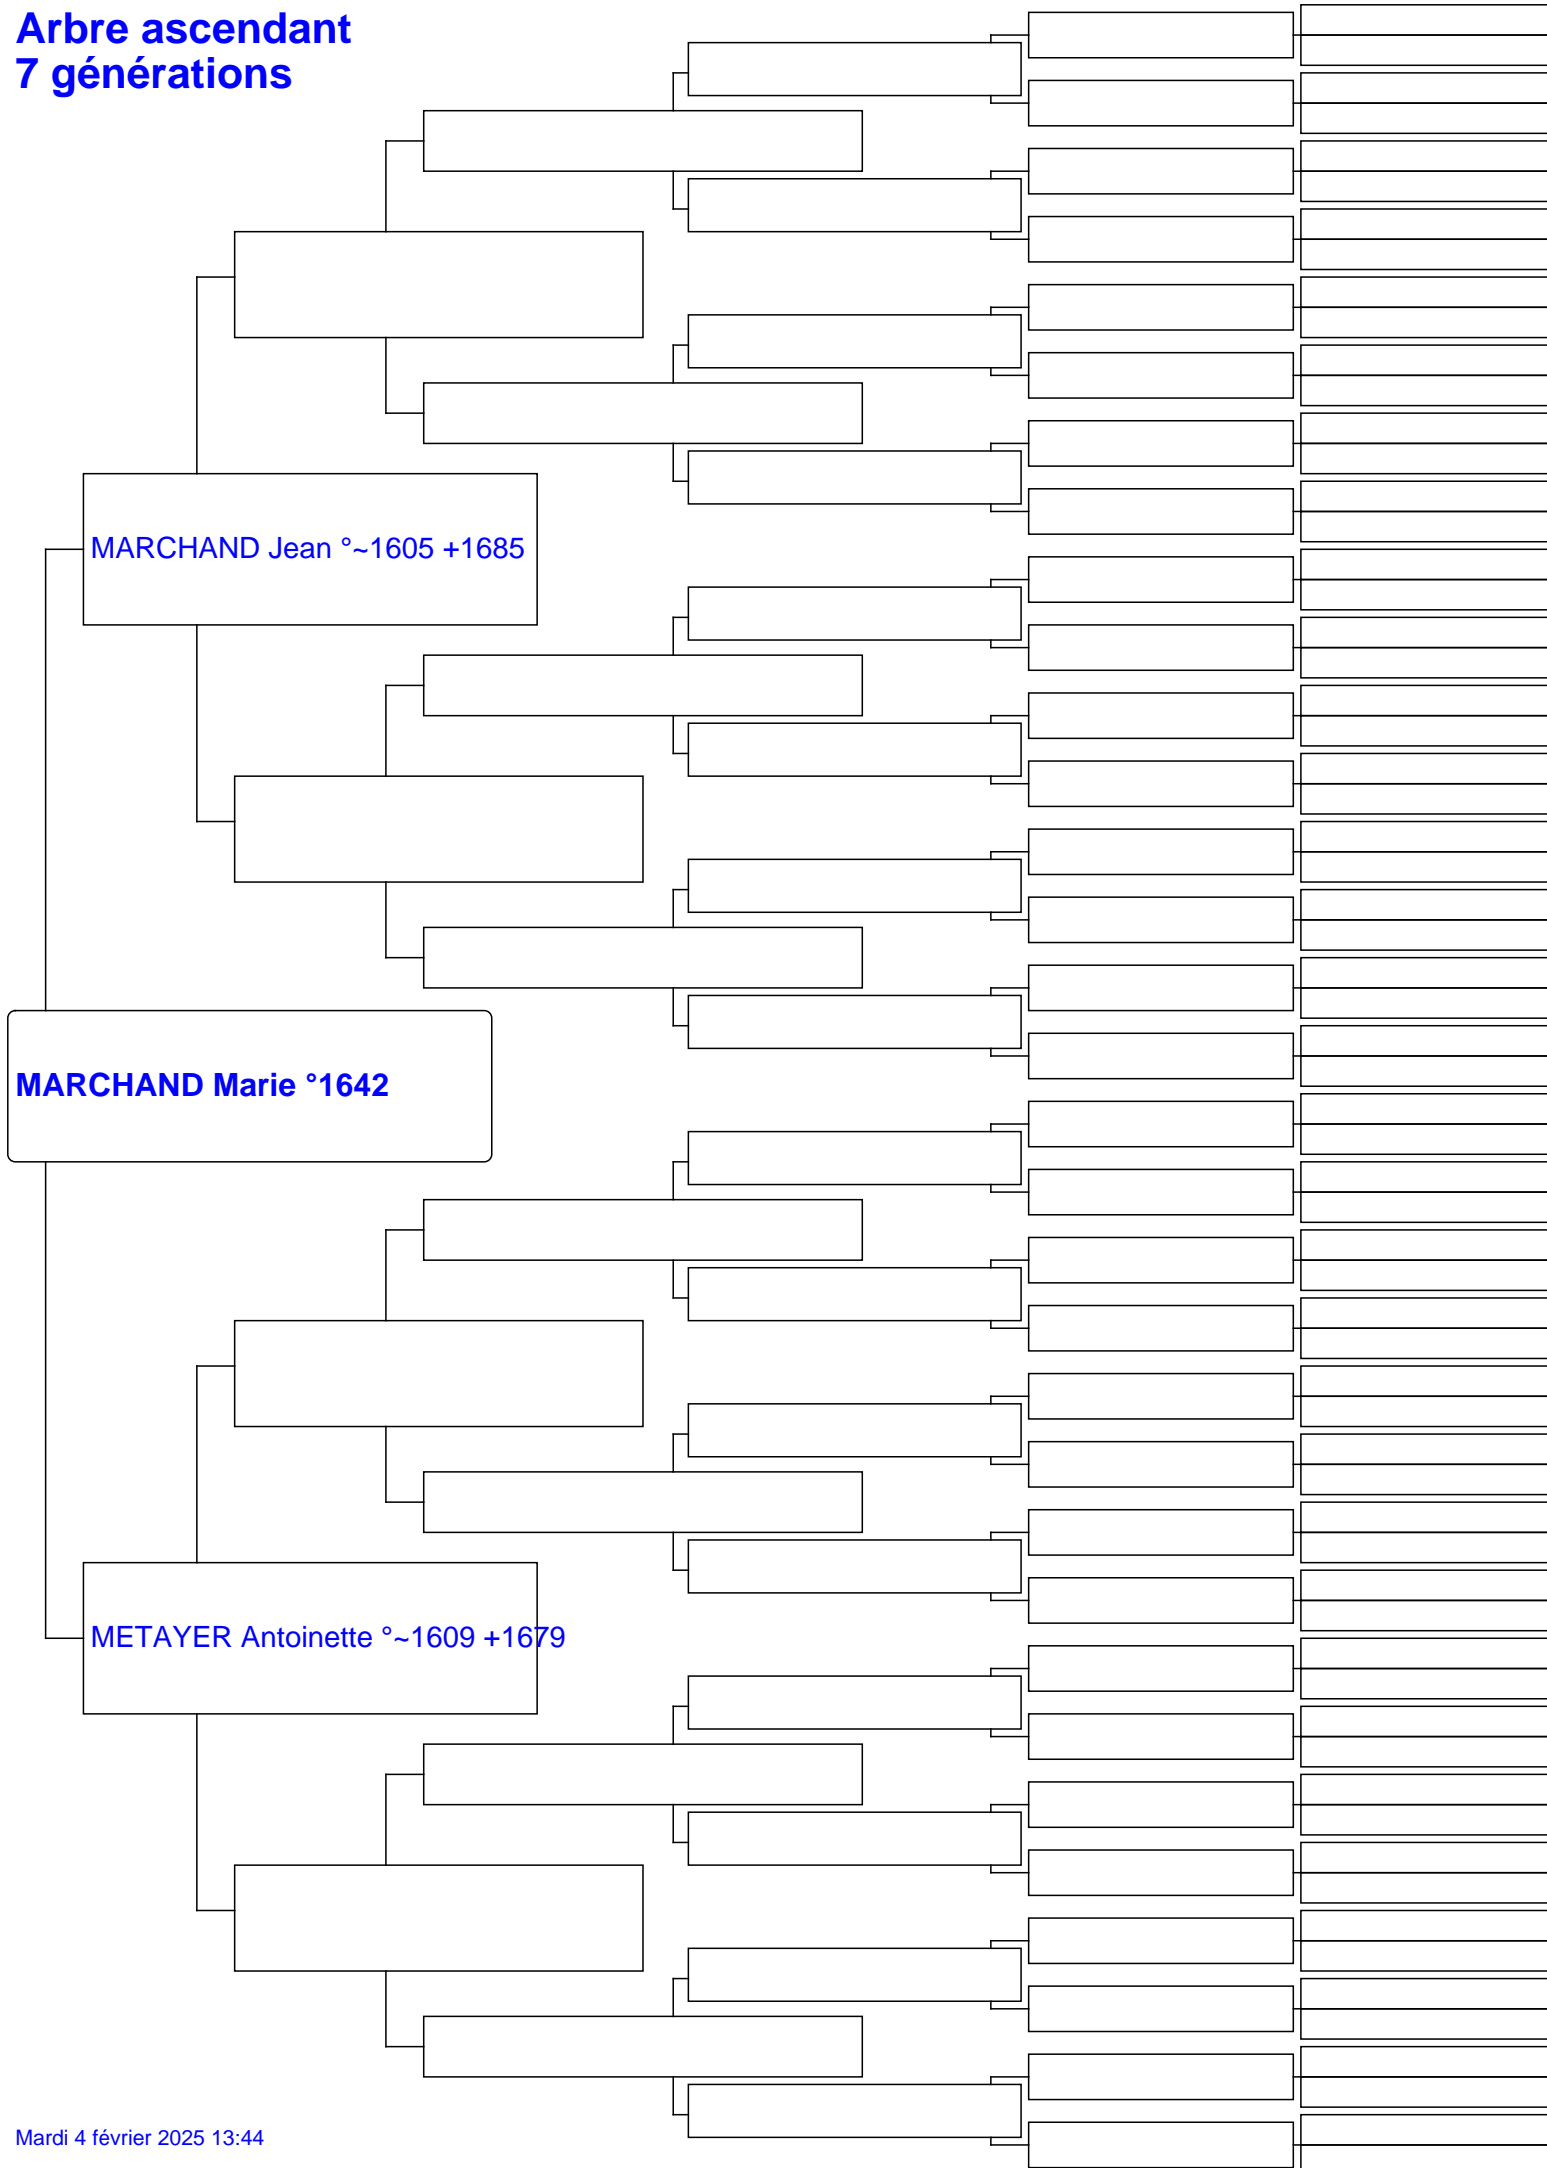 Arbre ascendant
7 générations
MARCHAND Jean °~1605 +1685
MARCHAND Marie °1642
METAYER Antoinette °~1609 +1679
Mardi 4 février 2025 13:44